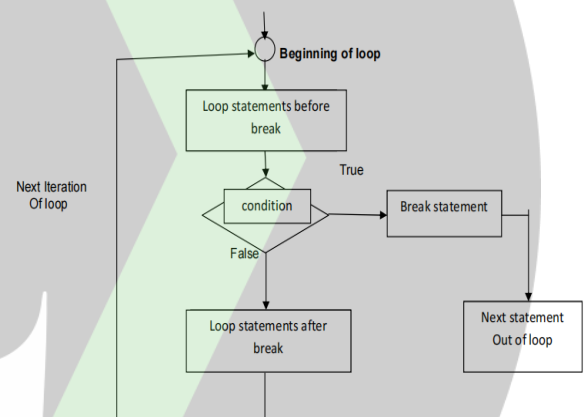 Beginning of loop
Loop statements before
break
True
Next Iteration
Of loop
condition
Break statement
False
Loop statements after
break
Next statement
Out of loop